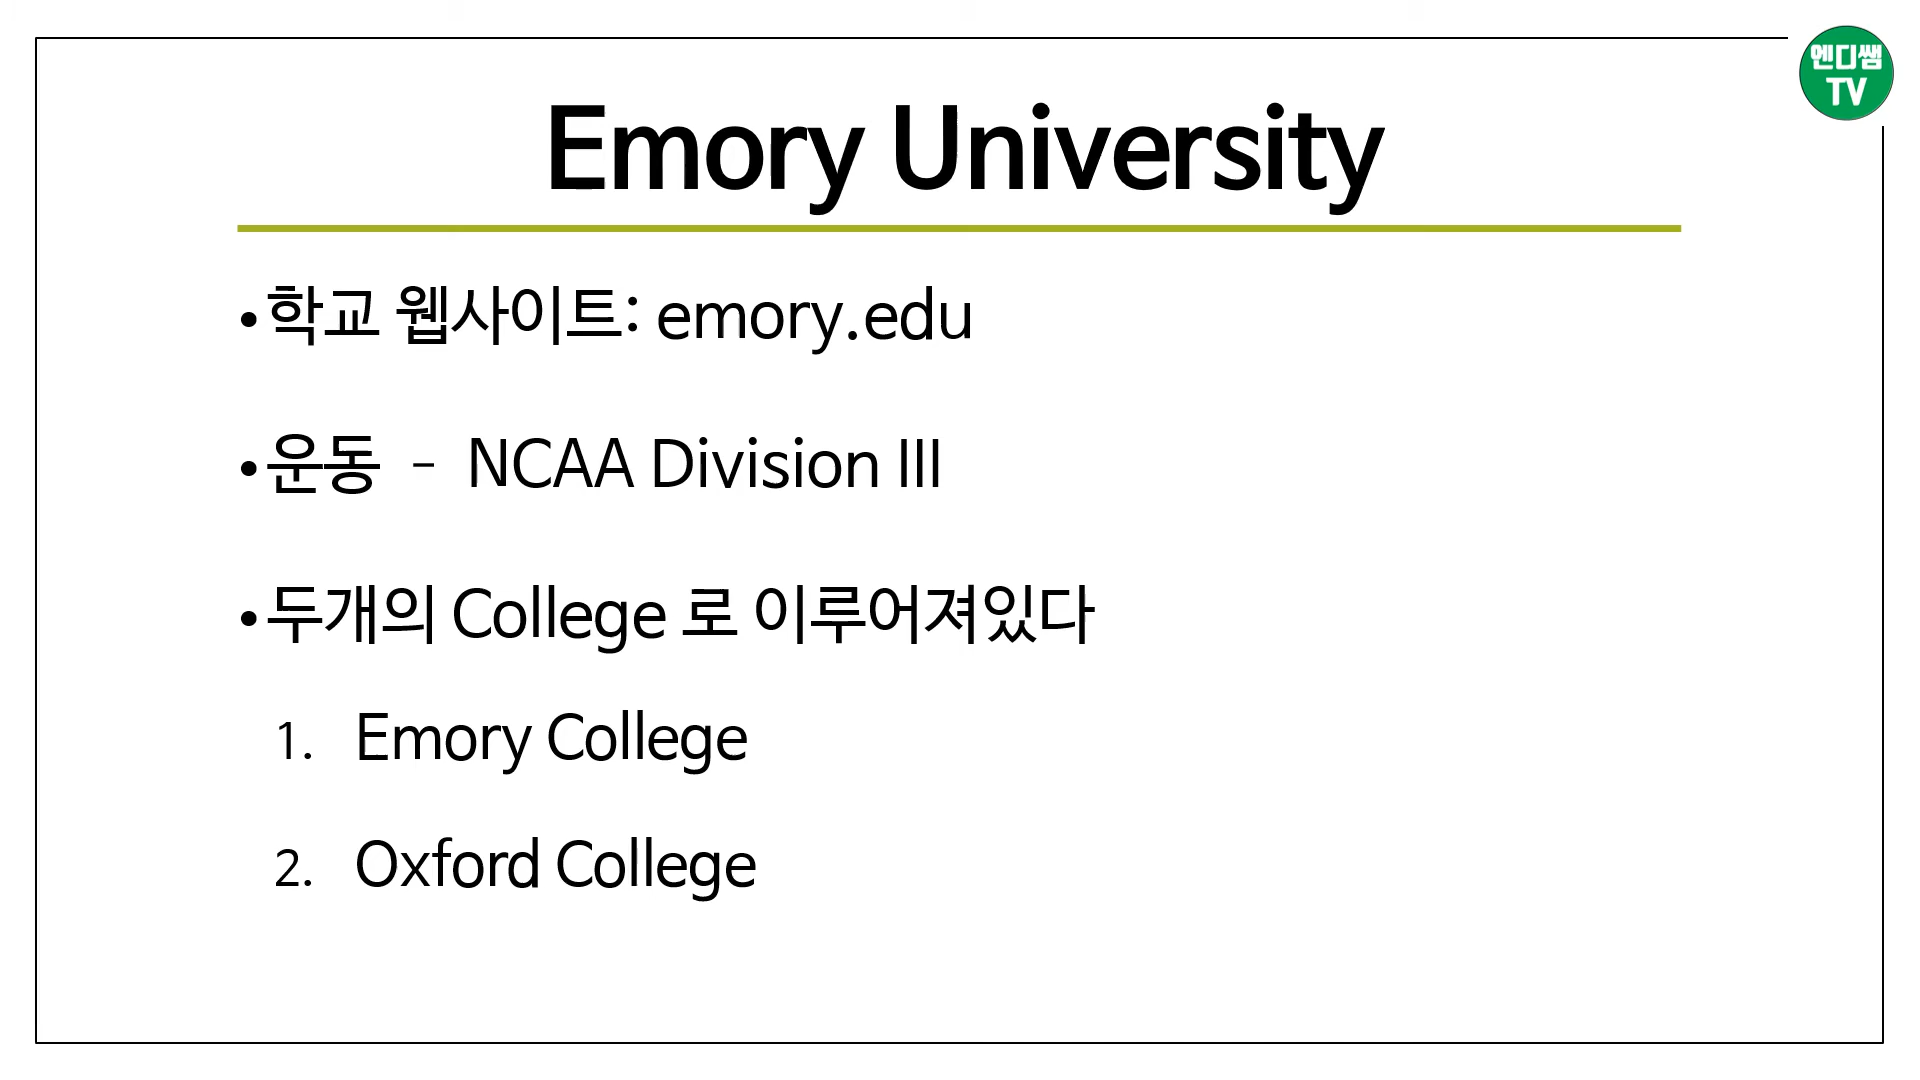 엔디쌤
TV
Emory University
•학교 웹사이트: emory.edu
•운동 - NCAA Division III
•두개의 College 로 이루어져있다
1. Emory College
2. Oxford College